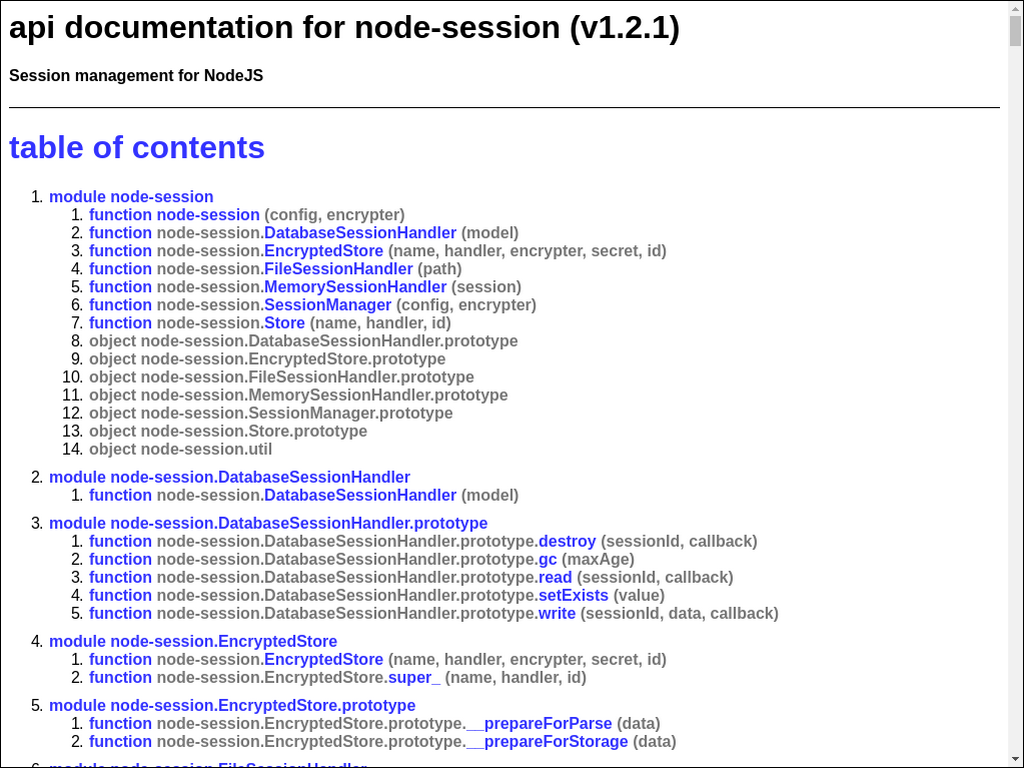 api documentation for node-session (v1.2.1)
Session management for NodeJS
table of contents
1. module node-session
1. function node-session (config, encrypter)
2. function node-session.DatabaseSessionHandler (model)
3. function node-session.EncryptedStore (name, handler, encrypter, secret, id)
4. function node-session.FileSessionHandler (path)
5. function node-session.MemorySessionHandler (session)
6. function node-session.SessionManager (config, encrypter)
7. function node-session.Store (name, handler, id)
8. object node-session.DatabaseSessionHandler.prototype
9. object node-session.EncryptedStore.prototype
10. object node-session.FileSessionHandler.prototype
11. object node-session.MemorySessionHandler.prototype
12. object node-session.SessionManager.prototype
13. object node-session.Store.prototype
14. object node-session.util
2. module node-session.DatabaseSessionHandler
1. function node-session.DatabaseSessionHandler (model)
3. module node-session.DatabaseSessionHandler.prototype
1. function node-session.DatabaseSessionHandler.prototype.destroy (sessionId, callback)
2. function node-session.DatabaseSessionHandler.prototype.gc (maxAge)
3. function node-session.DatabaseSessionHandler.prototype.read (sessionId, callback)
4. function node-session.DatabaseSessionHandler.prototype.setExists (value)
5. function node-session.DatabaseSessionHandler.prototype.write (sessionId, data, callback)
4. module node-session.EncryptedStore
1. function node-session.EncryptedStore (name, handler, encrypter, secret, id)
2. function node-session.EncryptedStore.super_ (name, handler, id)
5. module node-session.EncryptedStore.prototype
1. function node-session.EncryptedStore.prototype.__prepareForParse (data)
2. function node-session.EncryptedStore.prototype.__prepareForStorage (data)
6. module node-session.FileSessionHandler